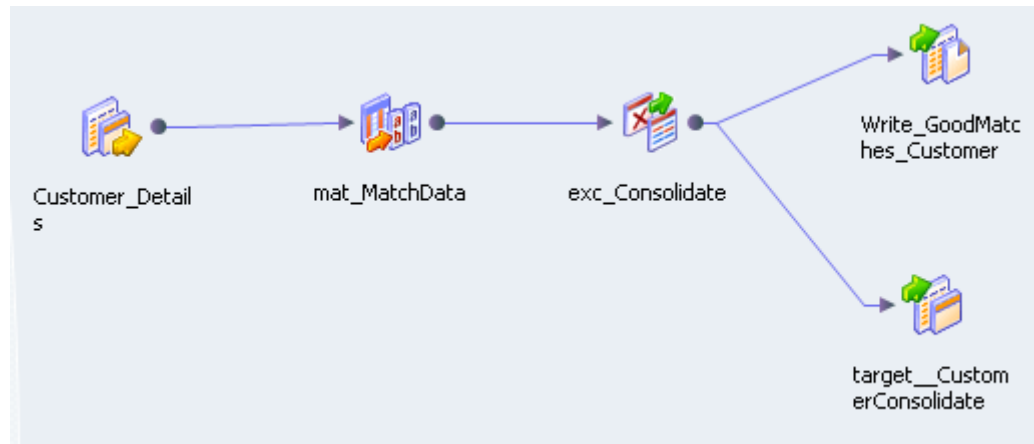 Customer_Detail
s
mat_MatchData
exc_Consolidate
Write_GoodMatc
hes_Customer
target__Custom
erConsolidate